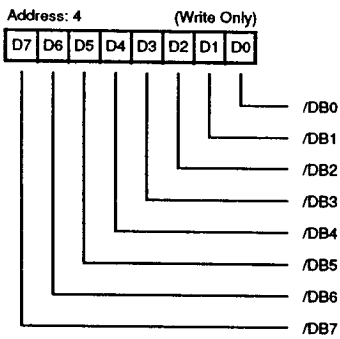 Address: 4 (Write Only)
D7 D6 D5 D4 D3 D2 D1 D0
/DB0
/DB1
/DB2
/DB3
/DB4
/DB5
/DB6
/DB7